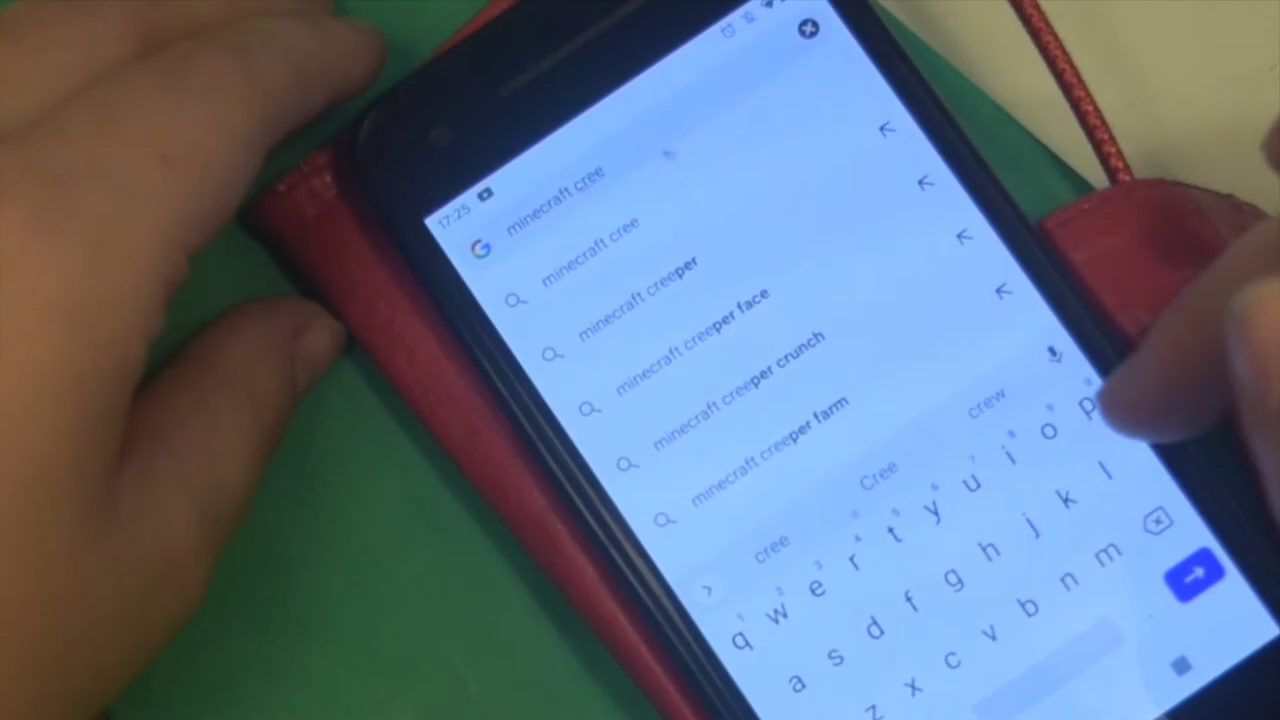 17:25
minecraft cree
minecraft cree
minecraft creeper
minecraft creeper face
minecraft creeper crunch
minecraft creeper farm
cree Cree crew
q w e r t y u i o p
a s d f g h j k l
z x c v b n m